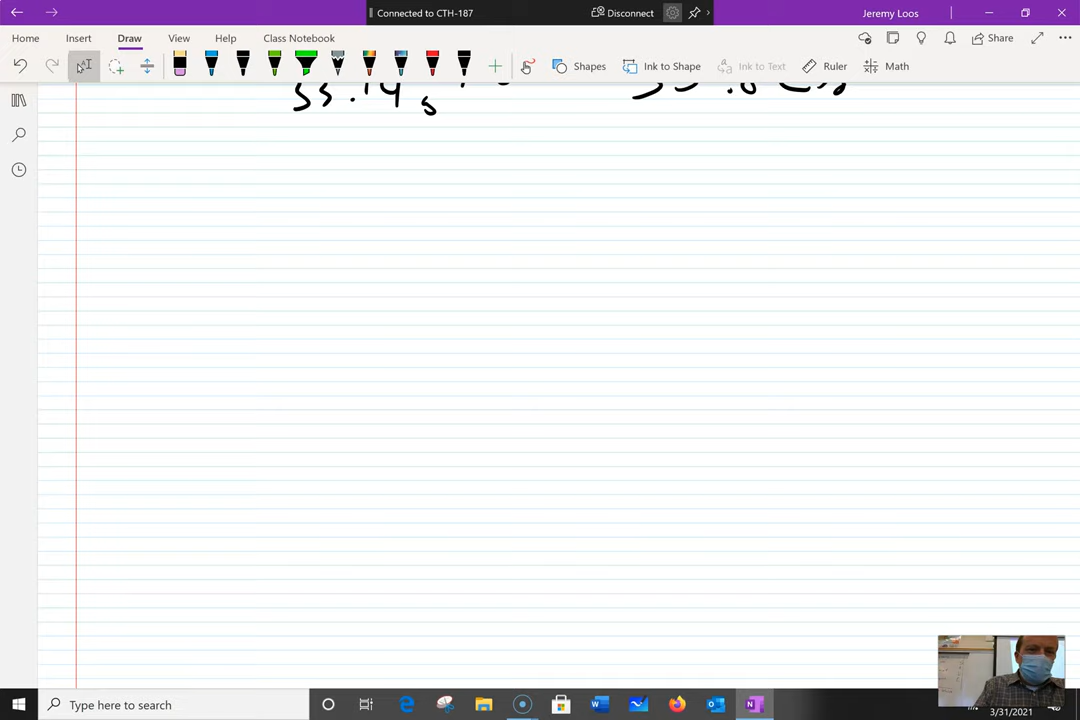 Connected to CTH-187
Disconnect
Jeremy Loos
Home Insert Draw View Help Class Notebook
Share
Shapes
Ink to Shape
Ink to Text
Ruler
Math
Type here to search
3/31/2021